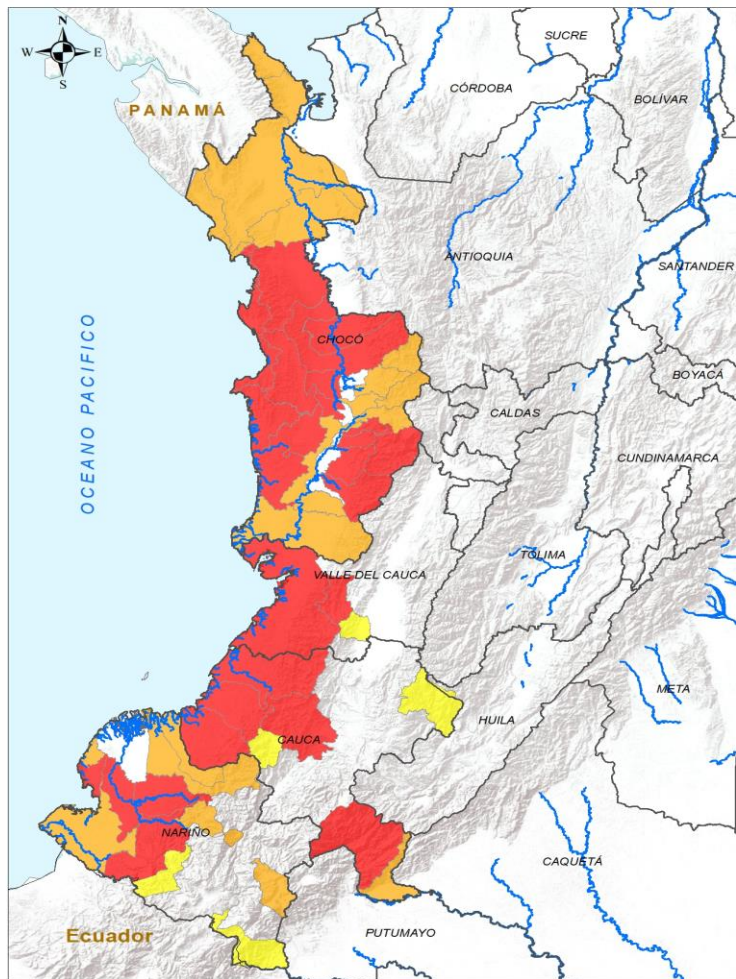 N
W E
S
SUCRE
CÓRDOBA
BOLÍVAR
PANAMÁ
ANTIOQUIA
SANTANDER
OCEANO PACIFICO
CHOCÓ
BOYACÁ
CALDAS
CUNDINAMARCA
TOLIMA
VALLE DEL CAUCA
META
HUILA
CAUCA
NARIÑO
CAQUETÁ
PUTUMAYO
Ecuador